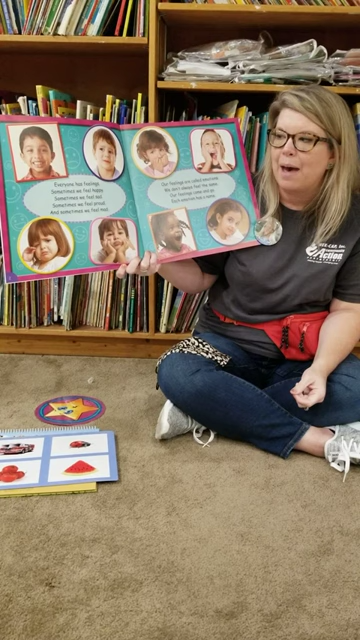 Everyone has feelings.
Sometimes we feel happy.
Sometimes we feel sad.
Sometimes we feel proud.
And sometimes we feel mad.
Our feelings are called emotions.
We don't always feel the same.
Our feelings come and go.
Each emotion has a name.
Action